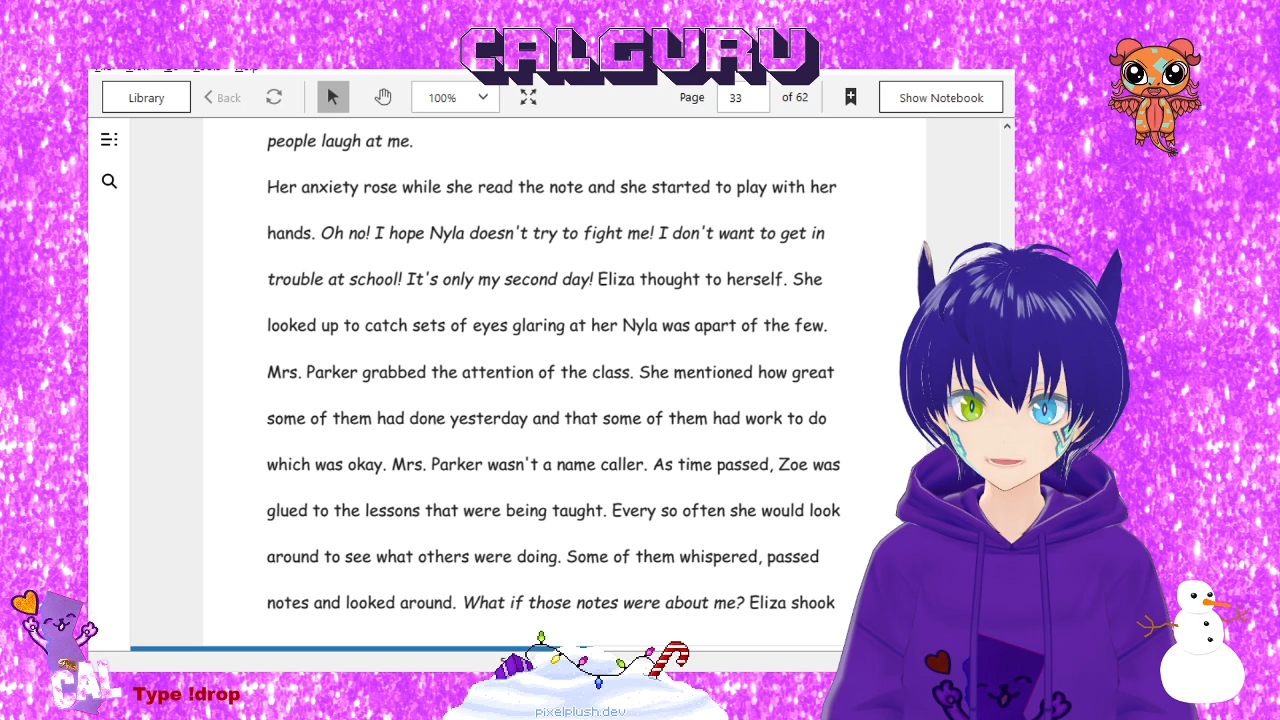 CALGURU
Library
Back
100%
Page
33
of 62
Show Notebook
people laugh at me.
Her anxiety rose while she read the note and she started to play with her
hands. Oh no! I hope Nyla doesn't try to fight me! I don't want to get in
trouble at school! It's only my second day! Eliza thought to herself. She
looked up to catch sets of eyes glaring at her Nyla was apart of the few.
Mrs. Parker grabbed the attention of the class. She mentioned how great
some of them had done yesterday and that some of them had work to do
which was okay. Mrs. Parker wasn't a name caller. As time passed, Zoe was
glued to the lessons that were being taught. Every so often she would look
around to see what others were doing. Some of them whispered, passed
notes and looked around. What if those notes were about me? Eliza shook
CAL
Type !drop
pixelplush.dev